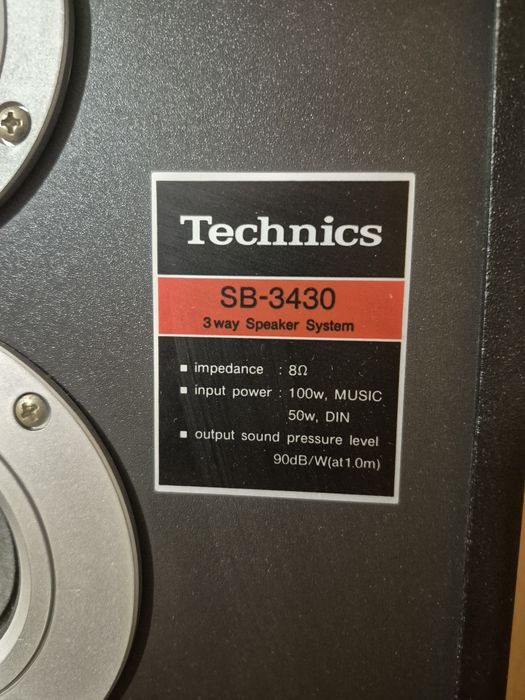 Technics
SB-3430
3 way Speaker System
▪ impedance : 8Ω
▪ input power : 100w, MUSIC
50w, DIN
▪ output sound pressure level
90dB/W(at1.0m)